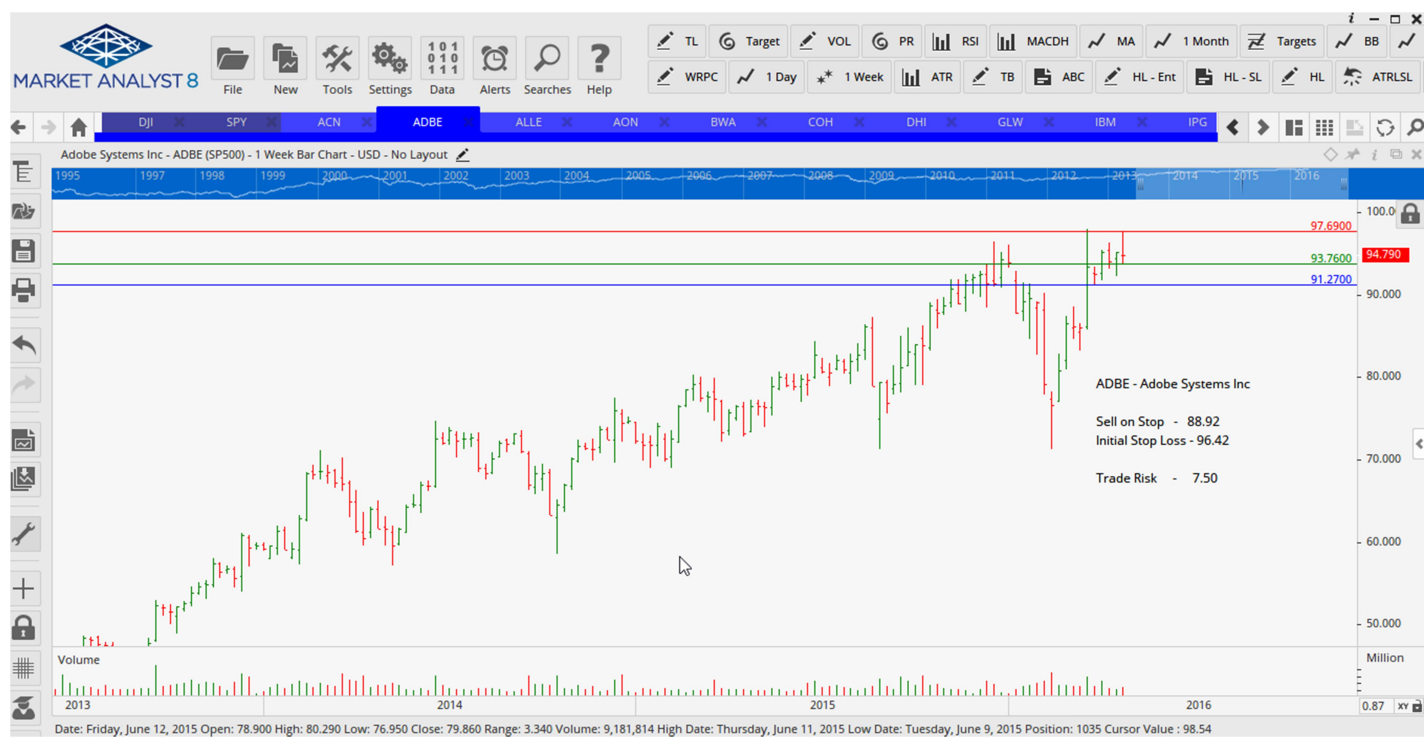 i
TL Target VOL PR RSI MACDH MA 1 Month Targets BB
MARKET ANALYST 8
File New Tools Settings Data Alerts Searches Help
WRPC 1 Day 1 Week ATR TB ABC HL - Ent HL - SL HL ATRLSL
DJI SPY ACN ADBE ALLE AON BWA COH DHI GLW IBM IPG
Adobe Systems Inc - ADBE (SP500) - 1 Week Bar Chart - USD - No Layout
1995 1997 1998 1999 2000 2001 2002 2003 2004 2005 2006 2007 2008 2009 2010 2011 2012 2013 2014 2015 2016
100.0
97.6900
93.7600 94.790
91.2700
90.000
80.000
ADBE - Adobe Systems Inc
Sell on Stop - 88.92
Initial Stop Loss - 96.42
70.000
Trade Risk - 7.50
60.000
50.000
Volume Million
2013 2014 2015 2016 0.87 XY
Date: Friday, June 12, 2015 Open: 78.900 High: 80.290 Low: 76.950 Close: 79.860 Range: 3.340 Volume: 9,181,814 High Date: Thursday, June 11, 2015 Low Date: Tuesday, June 9, 2015 Position: 1035 Cursor Value : 98.54